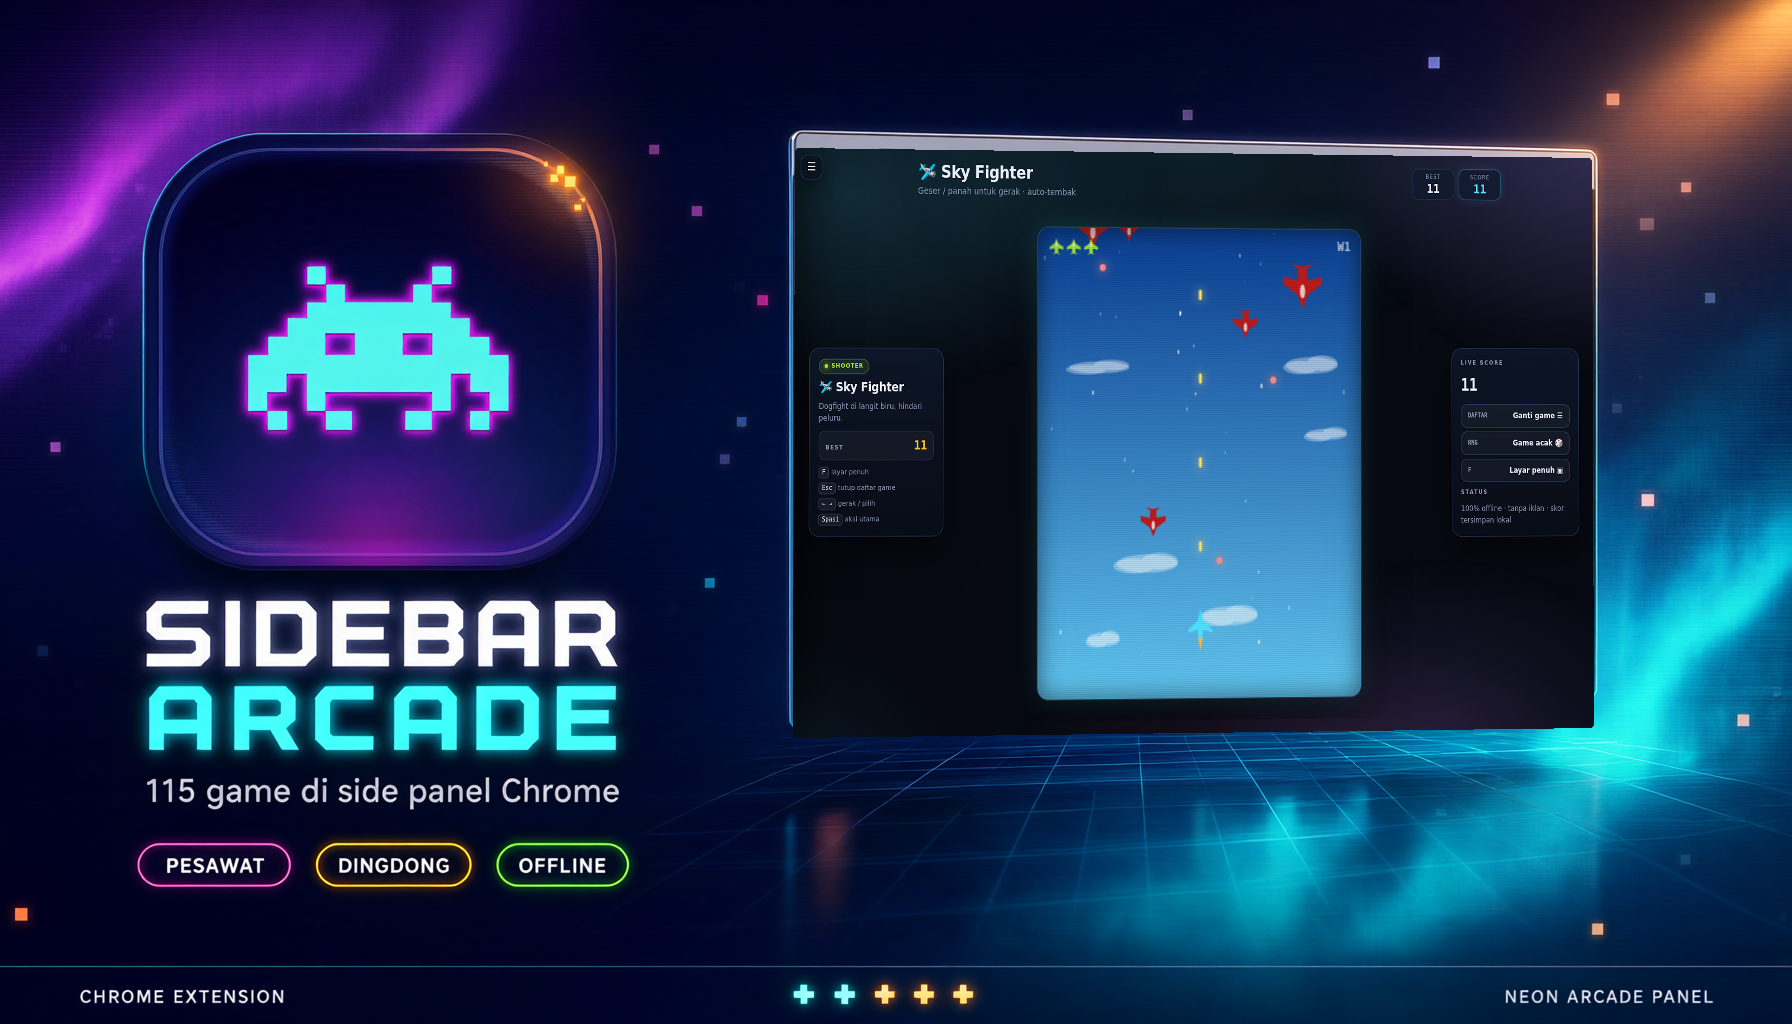 SIDEBAR
ARCADE
115 game di side panel Chrome
PESAWAT
DINGDONG
OFFLINE
☰
Sky Fighter
Geser / panah untuk gerak · auto-tembak
BEST
11
SCORE
11
W1
SHOOTER
Sky Fighter
Dogfight di langit biru, hindari
peluru.
BEST 11
F layar penuh
Esc tutup daftar game
← → gerak / pilih
Spasi aksi utama
LIVE SCORE
11
DAFTAR Ganti game ☰
RNG Game acak
F Layar penuh
STATUS
100% offline · tanpa iklan · skor
tersimpan lokal
CHROME EXTENSION
NEON ARCADE PANEL